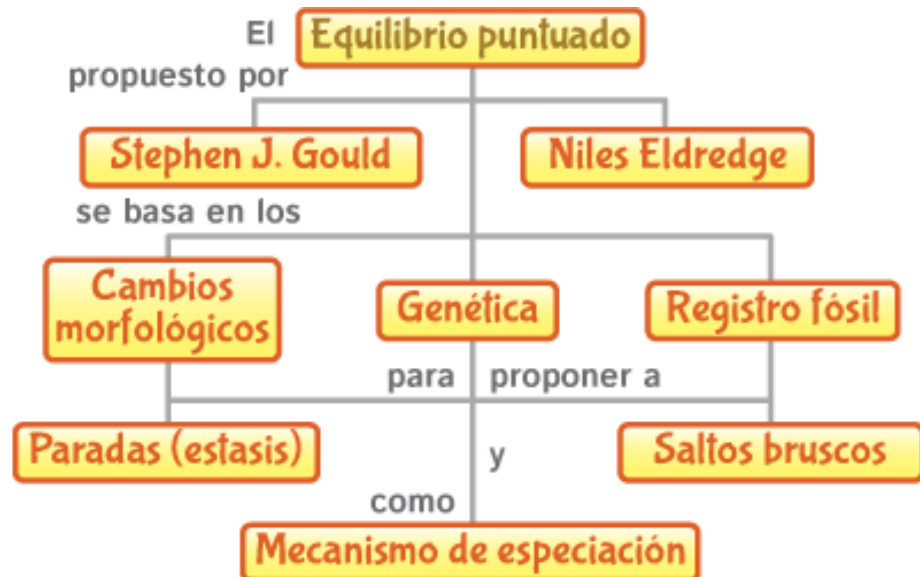 El Equilibrio puntuado
propuesto por
Stephen J. Gould Niles Eldredge
se basa en los
Cambios
morfológicos
Genética
Registro fósil
para proponer a
Paradas (estasis) y Saltos bruscos
como
Mecanismo de especiación